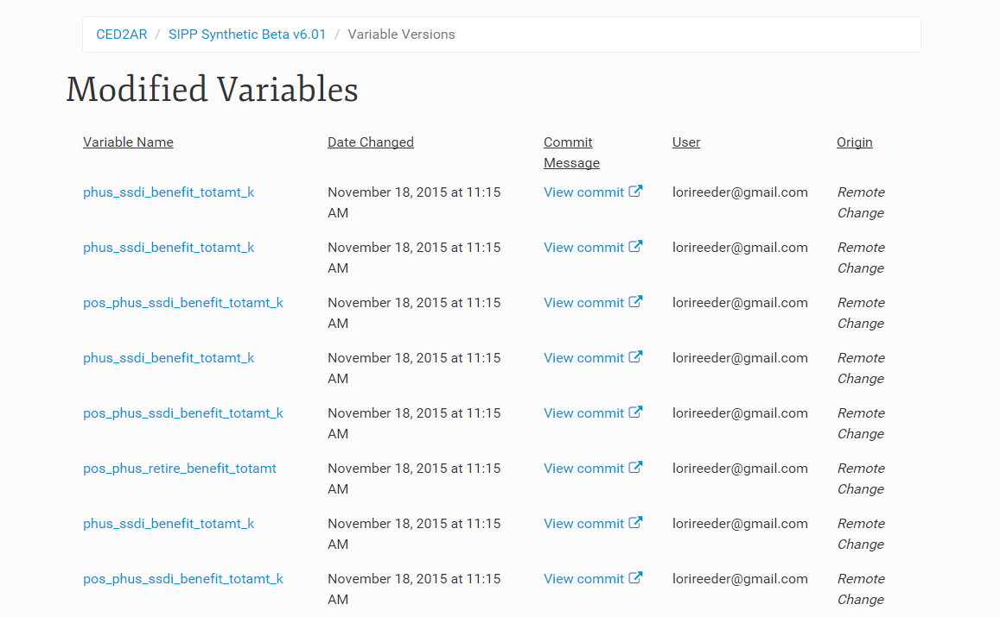 CED2AR / SIPP Synthetic Beta v6.01 / Variable Versions
Modified Variables
Variable Name Date Changed Commit Message User Origin
phus_ssdi_benefit_totamt_k November 18, 2015 at 11:15 AM View commit lorireeder@gmail.com Remote Change
phus_ssdi_benefit_totamt_k November 18, 2015 at 11:15 AM View commit lorireeder@gmail.com Remote Change
pos_phus_ssdi_benefit_totamt_k November 18, 2015 at 11:15 AM View commit lorireeder@gmail.com Remote Change
phus_ssdi_benefit_totamt_k November 18, 2015 at 11:15 AM View commit lorireeder@gmail.com Remote Change
pos_phus_ssdi_benefit_totamt_k November 18, 2015 at 11:15 AM View commit lorireeder@gmail.com Remote Change
pos_phus_retire_benefit_totamt November 18, 2015 at 11:15 AM View commit lorireeder@gmail.com Remote Change
phus_ssdi_benefit_totamt_k November 18, 2015 at 11:15 AM View commit lorireeder@gmail.com Remote Change
pos_phus_ssdi_benefit_totamt_k November 18, 2015 at 11:15 AM View commit lorireeder@gmail.com Remote Change